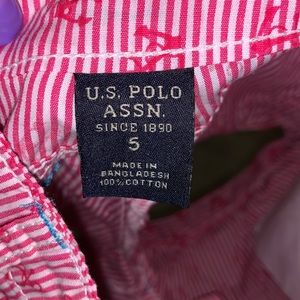 U.S. POLO
ASSN.
SINCE 1890
5
MADE IN
BANGLADESH
100% COTTON